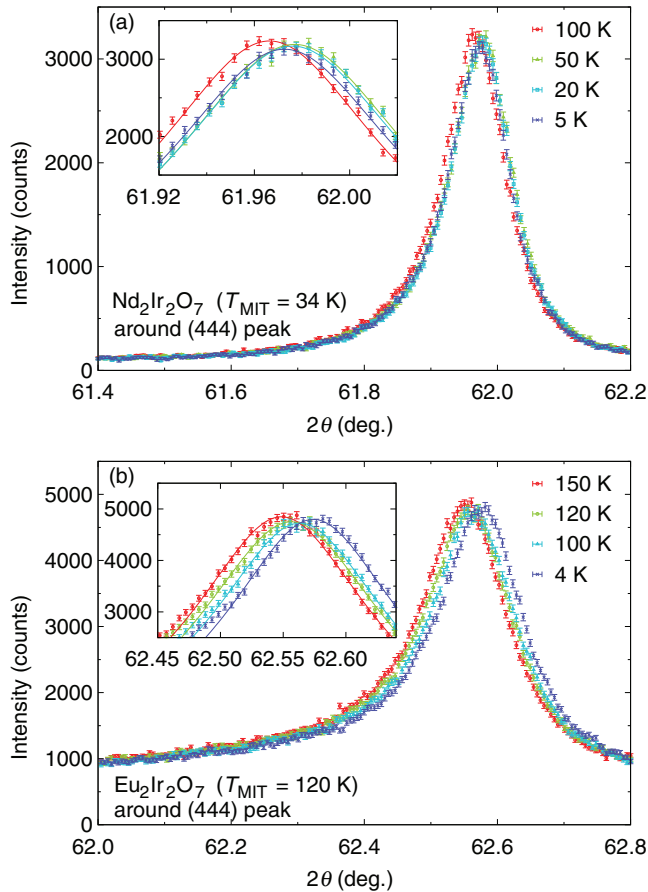 (a)
100 K
50 K
20 K
5 K
3000
2000
61.92 61.96 62.00
Intensity (counts)
3000
2000
1000
0
Nd₂Ir₂O₇ (T_MIT = 34 K)
around (444) peak
61.4 61.6 61.8 62.0 62.2
2θ (deg.)
(b)
150 K
120 K
100 K
4 K
5000
4000
3000
62.45 62.50 62.55 62.60
Intensity (counts)
5000
4000
3000
2000
1000
0
Eu₂Ir₂O₇ (T_MIT = 120 K)
around (444) peak
62.0 62.2 62.4 62.6 62.8
2θ (deg.)